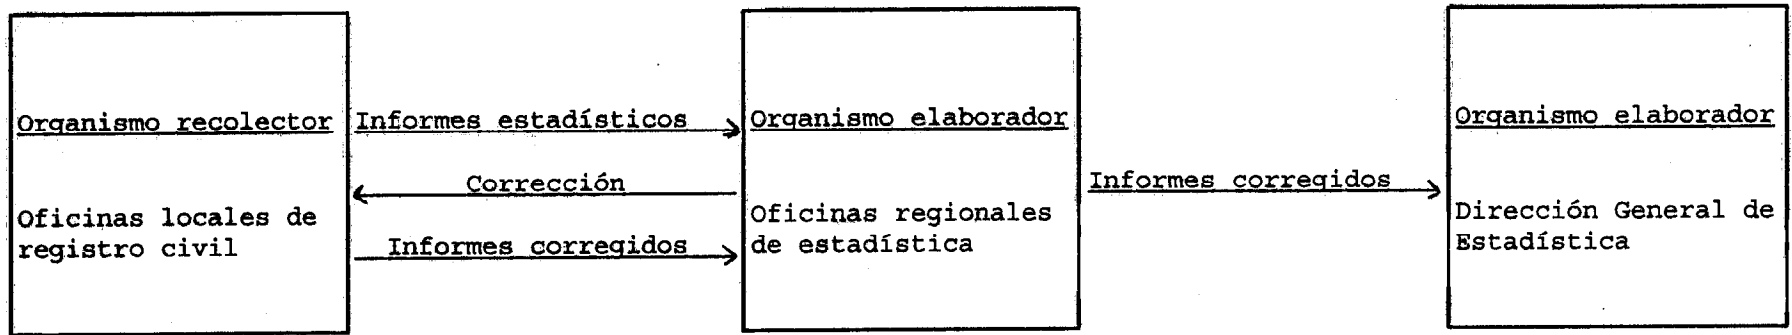 Organismo recolector
Oficinas locales de
registro civil
Informes estadísticos
Corrección
Informes corregidos
Organismo elaborador
Oficinas regionales
de estadística
Informes corregidos
Organismo elaborador
Dirección General de
Estadística